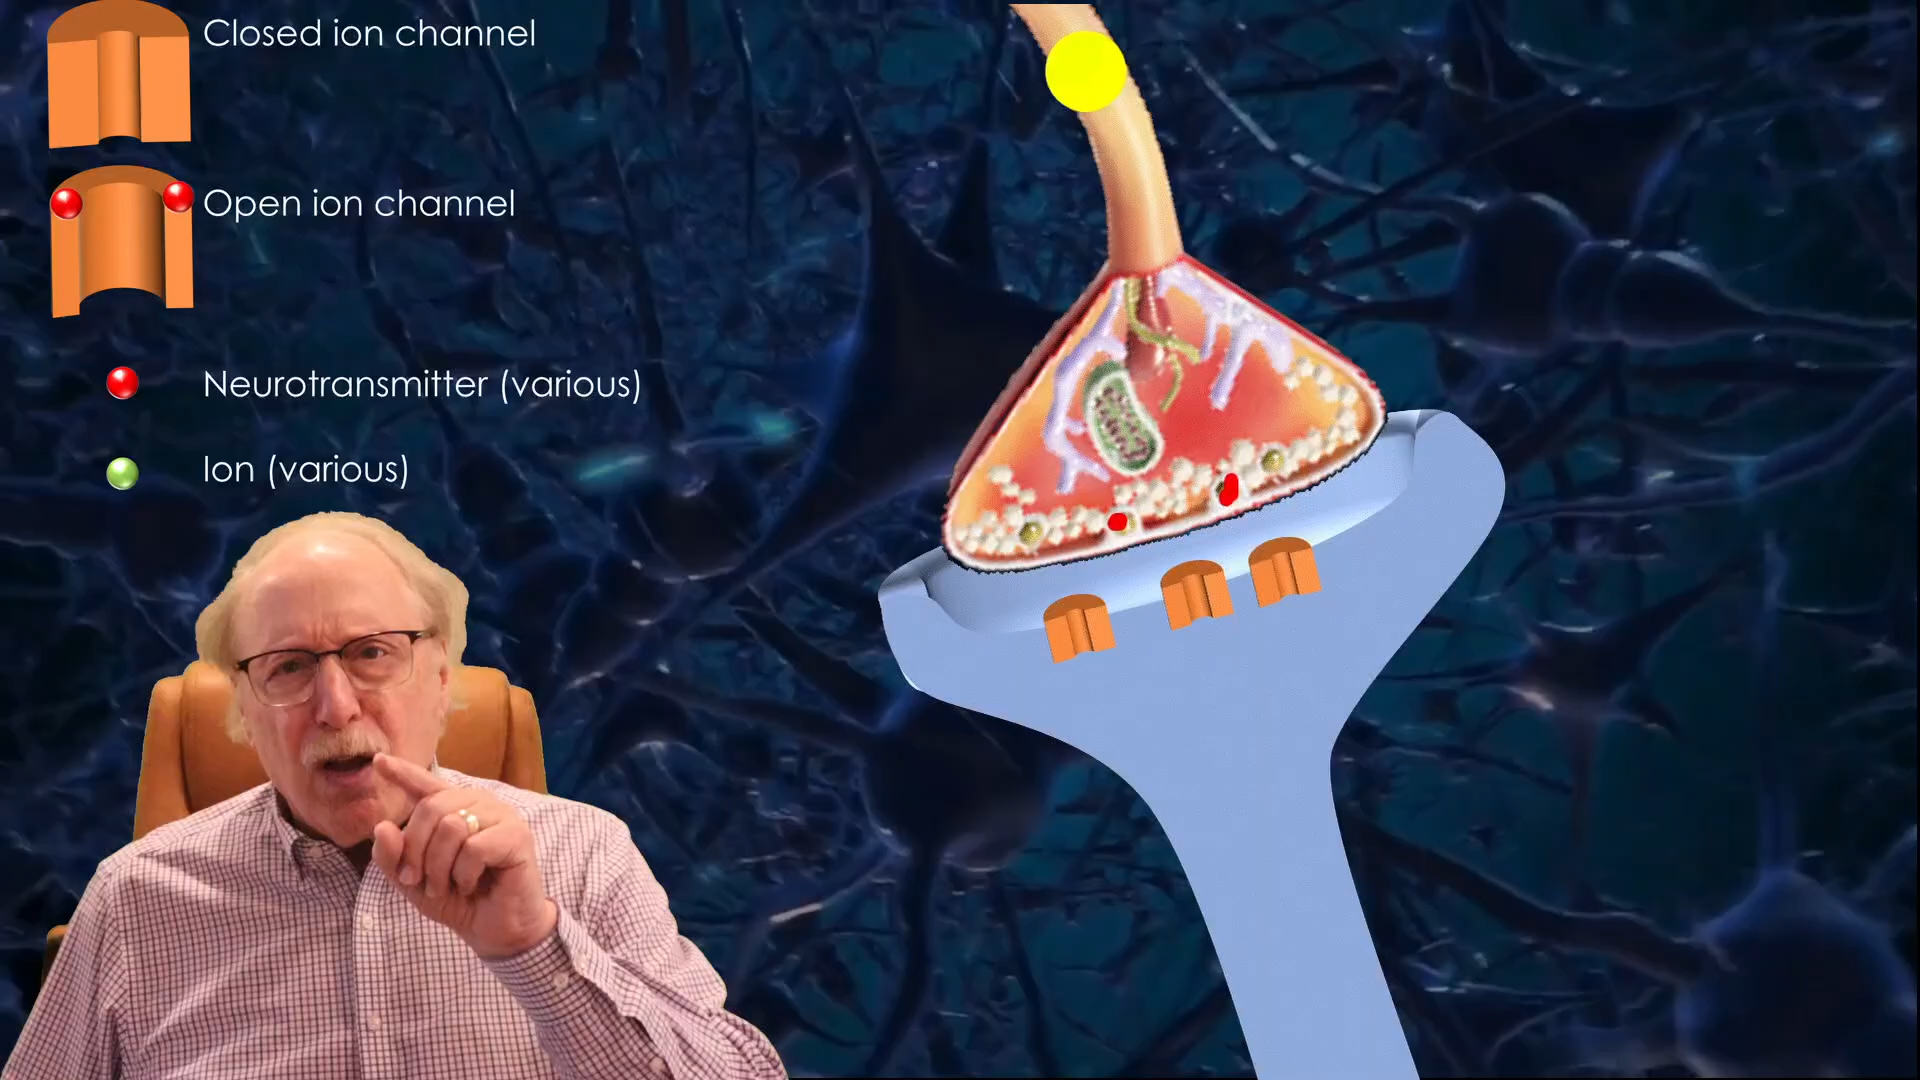 Closed ion channel
Open ion channel
Neurotransmitter (various)
Ion (various)